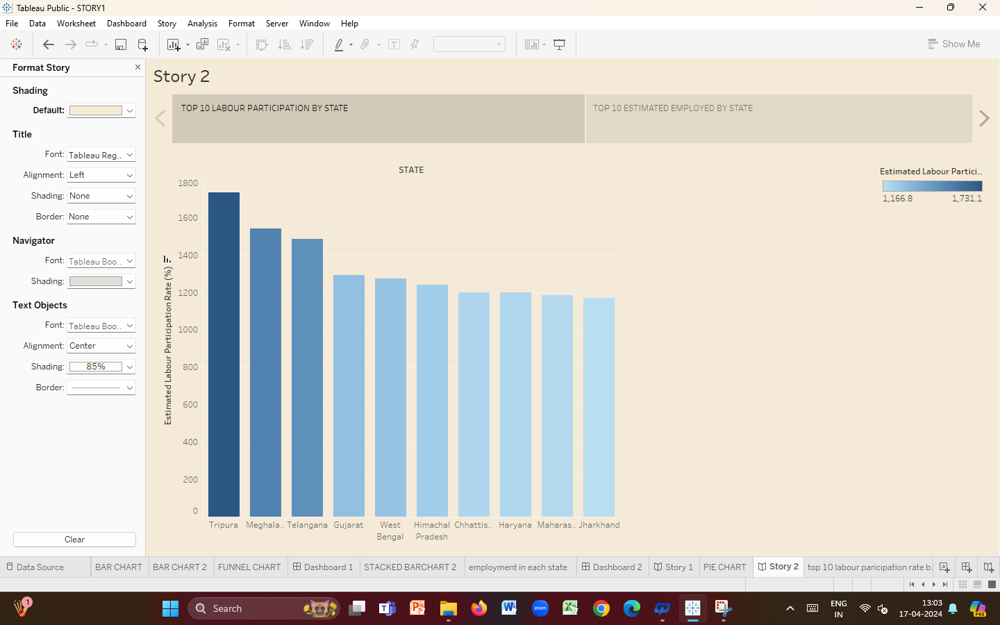 Tableau Public - STORY1
File Data Worksheet Dashboard Story Analysis Format Server Window Help
Show Me
Format Story
Shading
Default:
Title
Font: Tableau Reg..
Alignment: Left
Shading: None
Border: None
Navigator
Font: Tableau Boo..
Shading:
Text Objects
Font: Tableau Boo..
Alignment: Center
Shading: 85%
Border:
Clear
Story 2
TOP 10 LABOUR PARTICIPATION BY STATE
TOP 10 ESTIMATED EMPLOYED BY STATE
STATE
Estimated Labour Participation Rate (%)
1800
1600
1400
1200
1000
800
600
400
200
0
Tripura Meghala.. Telangana Gujarat West Bengal Himachal Pradesh Chhattis.. Haryana Maharas.. Jharkhand
Estimated Labour Partici..
1,166.8 1,731.1
Data Source BAR CHART BAR CHART 2 FUNNEL CHART Dashboard 1 STACKED BARCHART 2 employment in each state Dashboard 2 Story 1 PIE CHART Story 2 top 10 labour paricipation rate b..
1
Search
zoom
ENG
IN
13:03
17-04-2024
PRE